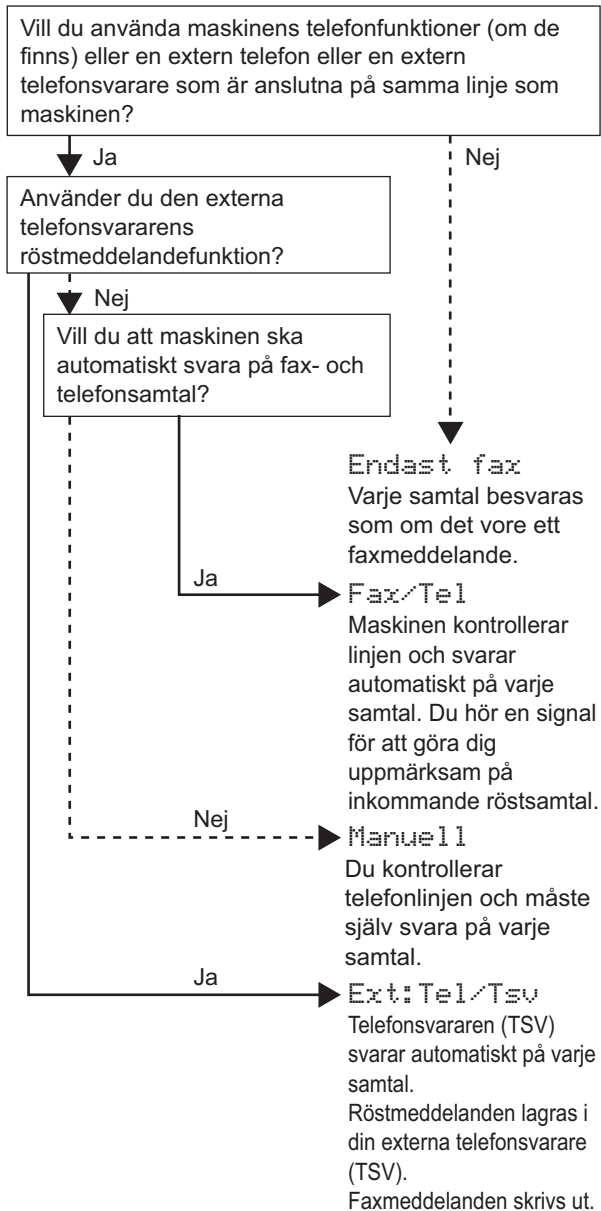 Vill du använda maskinens telefonfunktioner (om de
finns) eller en extern telefon eller en extern
telefonsvarare som är anslutna på samma linje som
maskinen?
Ja
Nej
Använder du den externa
telefonsvararens
röstmeddelandefunktion?
Nej
Vill du att maskinen ska
automatiskt svara på fax- och
telefonsamtal?
Endast fax
Varje samtal besvaras
som om det vore ett
faxmeddelande.
Ja
Fax/Tel
Maskinen kontrollerar
linjen och svarar
automatiskt på varje
samtal. Du hör en signal
för att göra dig
uppmärksam på
inkommande röstsamtal.
Nej
Manuell
Du kontrollerar
telefonlinjen och måste
själv svara på varje
samtal.
Ja
Ext:Tel/Tsv
Telefonsvararen (TSV)
svarar automatiskt på varje
samtal.
Röstmeddelanden lagras i
din externa telefonsvarare
(TSV).
Faxmeddelanden skrivs ut.